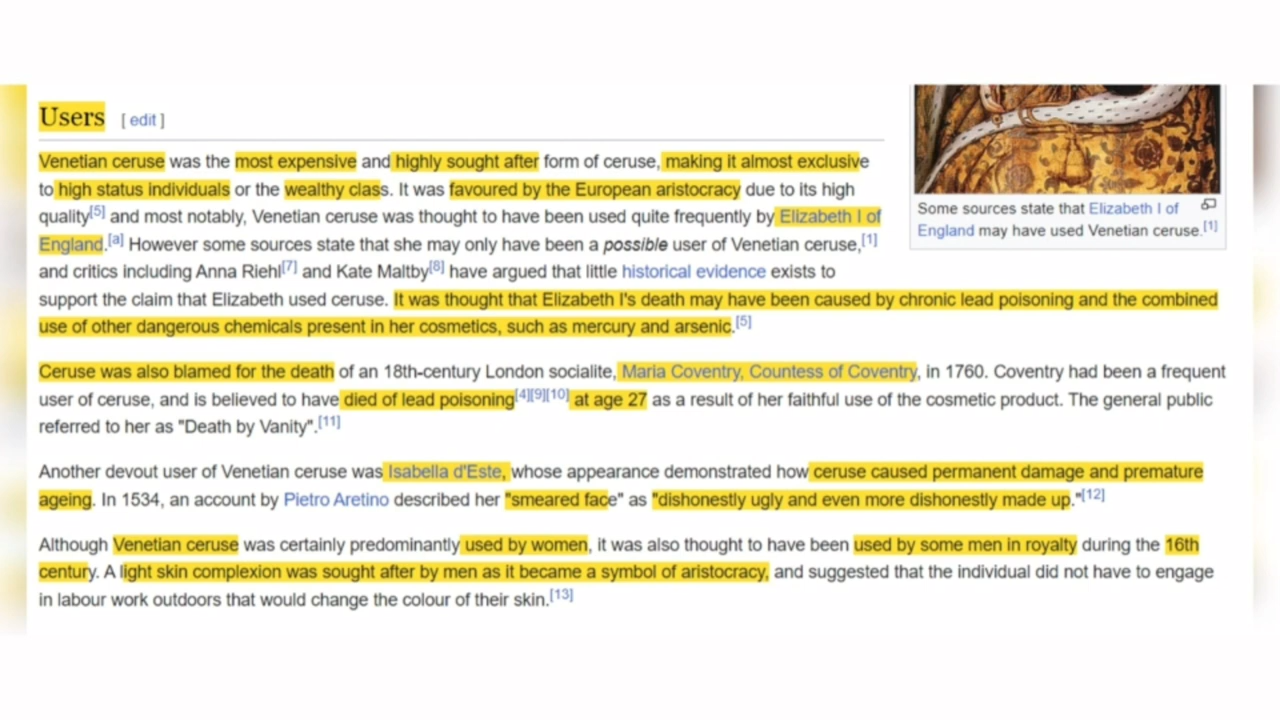 Users [ edit ]
Venetian ceruse was the most expensive and highly sought after form of ceruse, making it almost exclusive
to high status individuals or the wealthy class. It was favoured by the European aristocracy due to its high
quality[5] and most notably, Venetian ceruse was thought to have been used quite frequently by Elizabeth I of
England.[a] However some sources state that she may only have been a possible user of Venetian ceruse,[1]
and critics including Anna Riehl[7] and Kate Maltby[8] have argued that little historical evidence exists to
support the claim that Elizabeth used ceruse. It was thought that Elizabeth I's death may have been caused by chronic lead poisoning and the combined
use of other dangerous chemicals present in her cosmetics, such as mercury and arsenic.[5]
Some sources state that Elizabeth I of
England may have used Venetian ceruse.[1]
Ceruse was also blamed for the death of an 18th-century London socialite, Maria Coventry, Countess of Coventry, in 1760. Coventry had been a frequent
user of ceruse, and is believed to have died of lead poisoning[4][9][10] at age 27 as a result of her faithful use of the cosmetic product. The general public
referred to her as "Death by Vanity".[11]
Another devout user of Venetian ceruse was Isabella d'Este, whose appearance demonstrated how ceruse caused permanent damage and premature
ageing. In 1534, an account by Pietro Aretino described her "smeared face" as "dishonestly ugly and even more dishonestly made up."[12]
Although Venetian ceruse was certainly predominantly used by women, it was also thought to have been used by some men in royalty during the 16th
century. A light skin complexion was sought after by men as it became a symbol of aristocracy, and suggested that the individual did not have to engage
in labour work outdoors that would change the colour of their skin.[13]